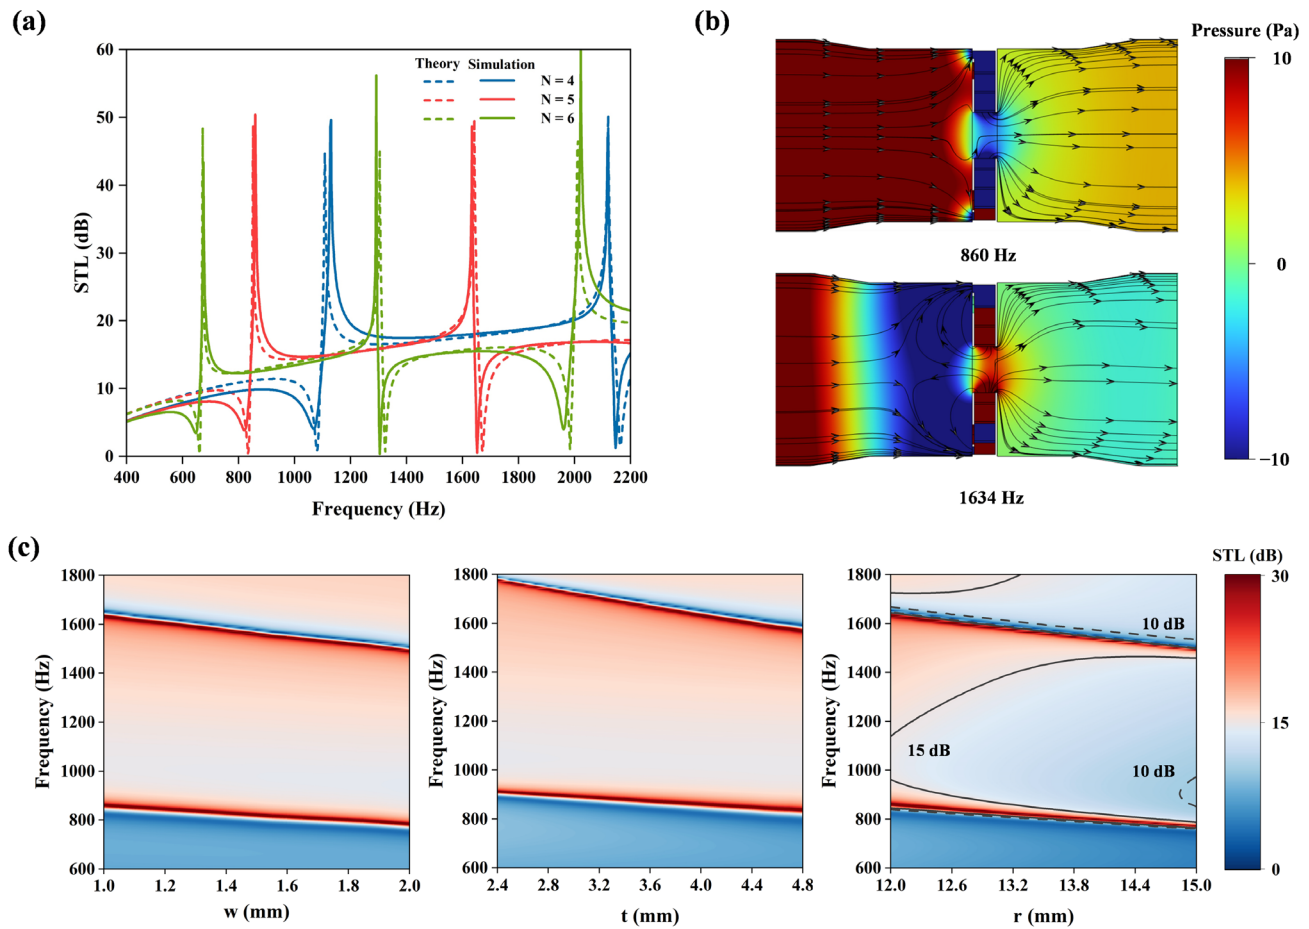 (a)
60
50
40
30
20
10
0
STL (dB)
400 600 800 1000 1200 1400 1600 1800 2000 2200
Frequency (Hz)
Theory Simulation
N = 4
N = 5
N = 6
(b)
Pressure (Pa)
10
0
−10
860 Hz
1634 Hz
(c)
1800
1600
1400
1200
1000
800
600
Frequency (Hz)
1.0 1.2 1.4 1.6 1.8 2.0
w (mm)
1800
1600
1400
1200
1000
800
600
Frequency (Hz)
2.4 2.8 3.2 3.6 4.0 4.4 4.8
t (mm)
1800
1600
1400
1200
1000
800
600
Frequency (Hz)
10 dB
15 dB
10 dB
12.0 12.6 13.2 13.8 14.4 15.0
r (mm)
STL (dB)
30
15
0